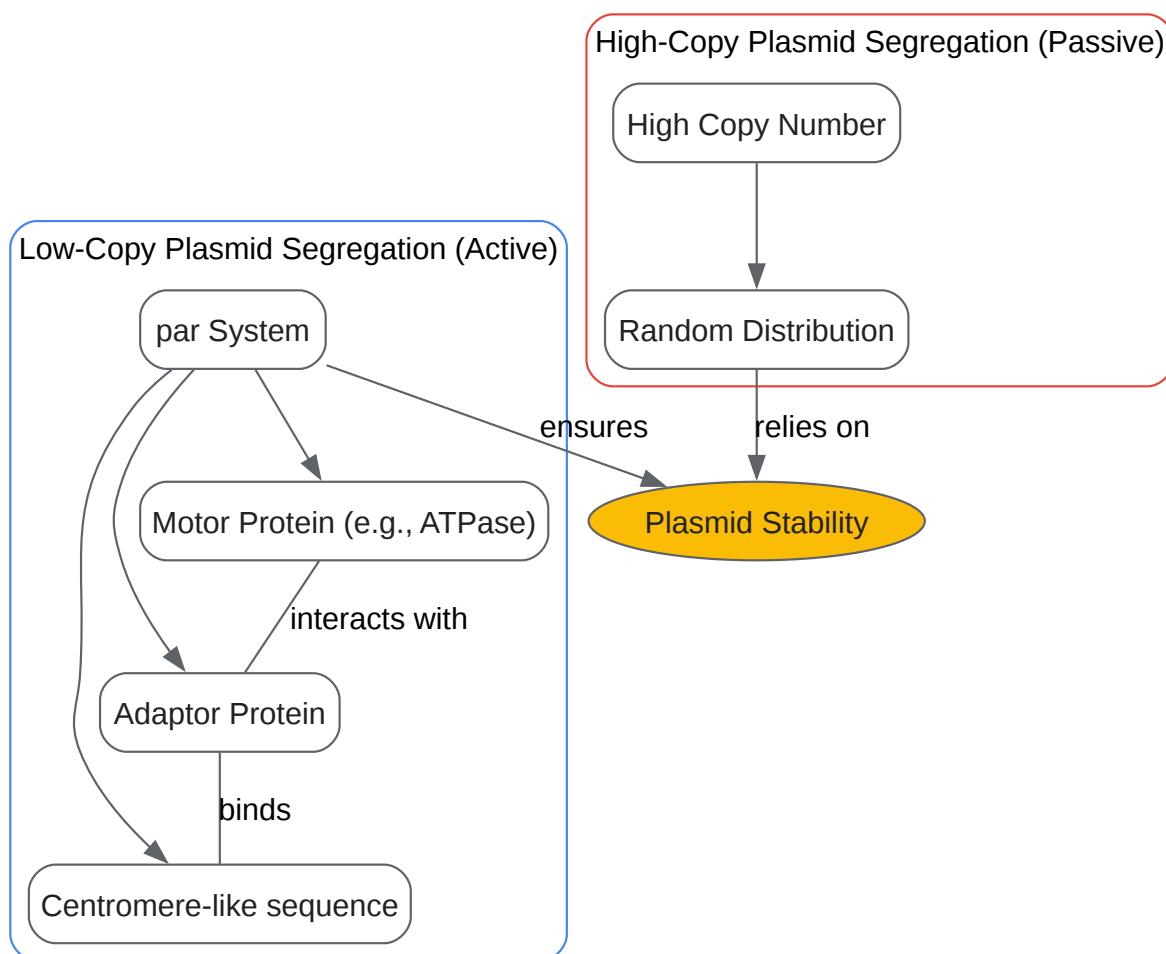 High-Copy Plasmid Segregation (Passive)
High Copy Number
Random Distribution
relies on
Low-Copy Plasmid Segregation (Active)
par System
ensures
Motor Protein (e.g., ATPase)
Plasmid Stability
interacts with
Adaptor Protein
binds
Centromere-like sequence